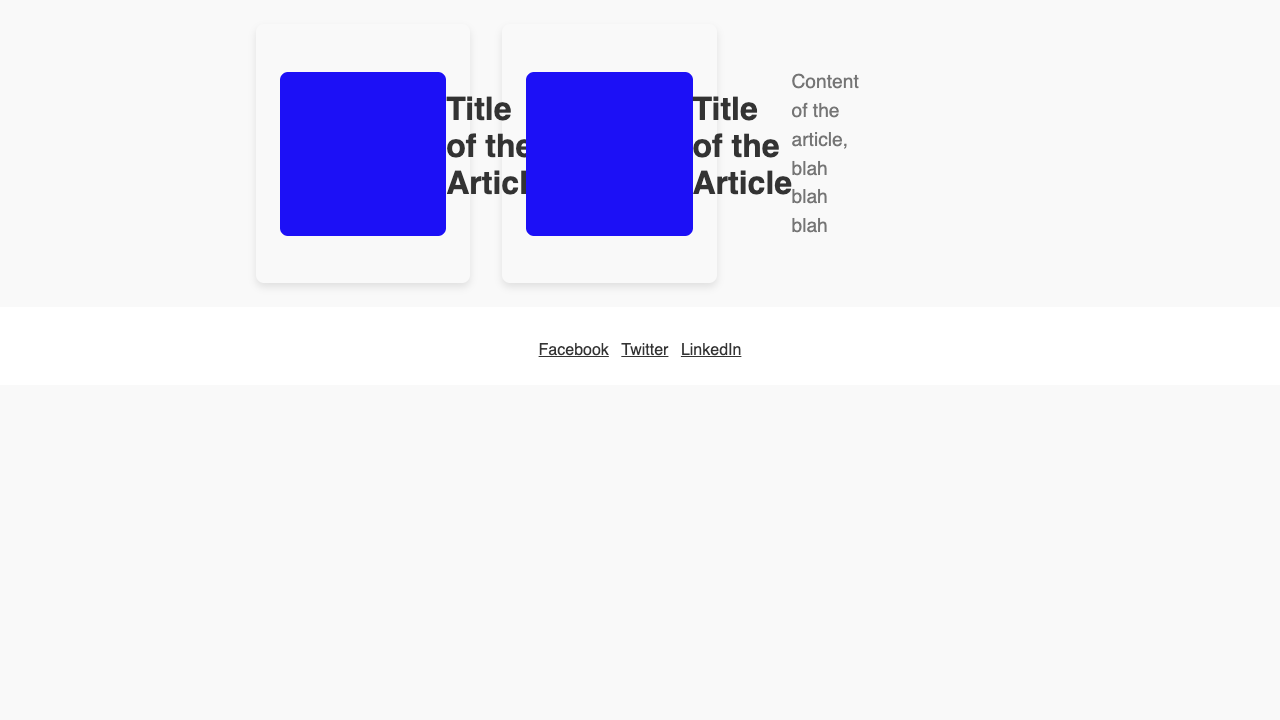 Title
of the
Articl
Title
of the
Article
Content
of the
article,
blah
blah
blah
Facebook Twitter LinkedIn